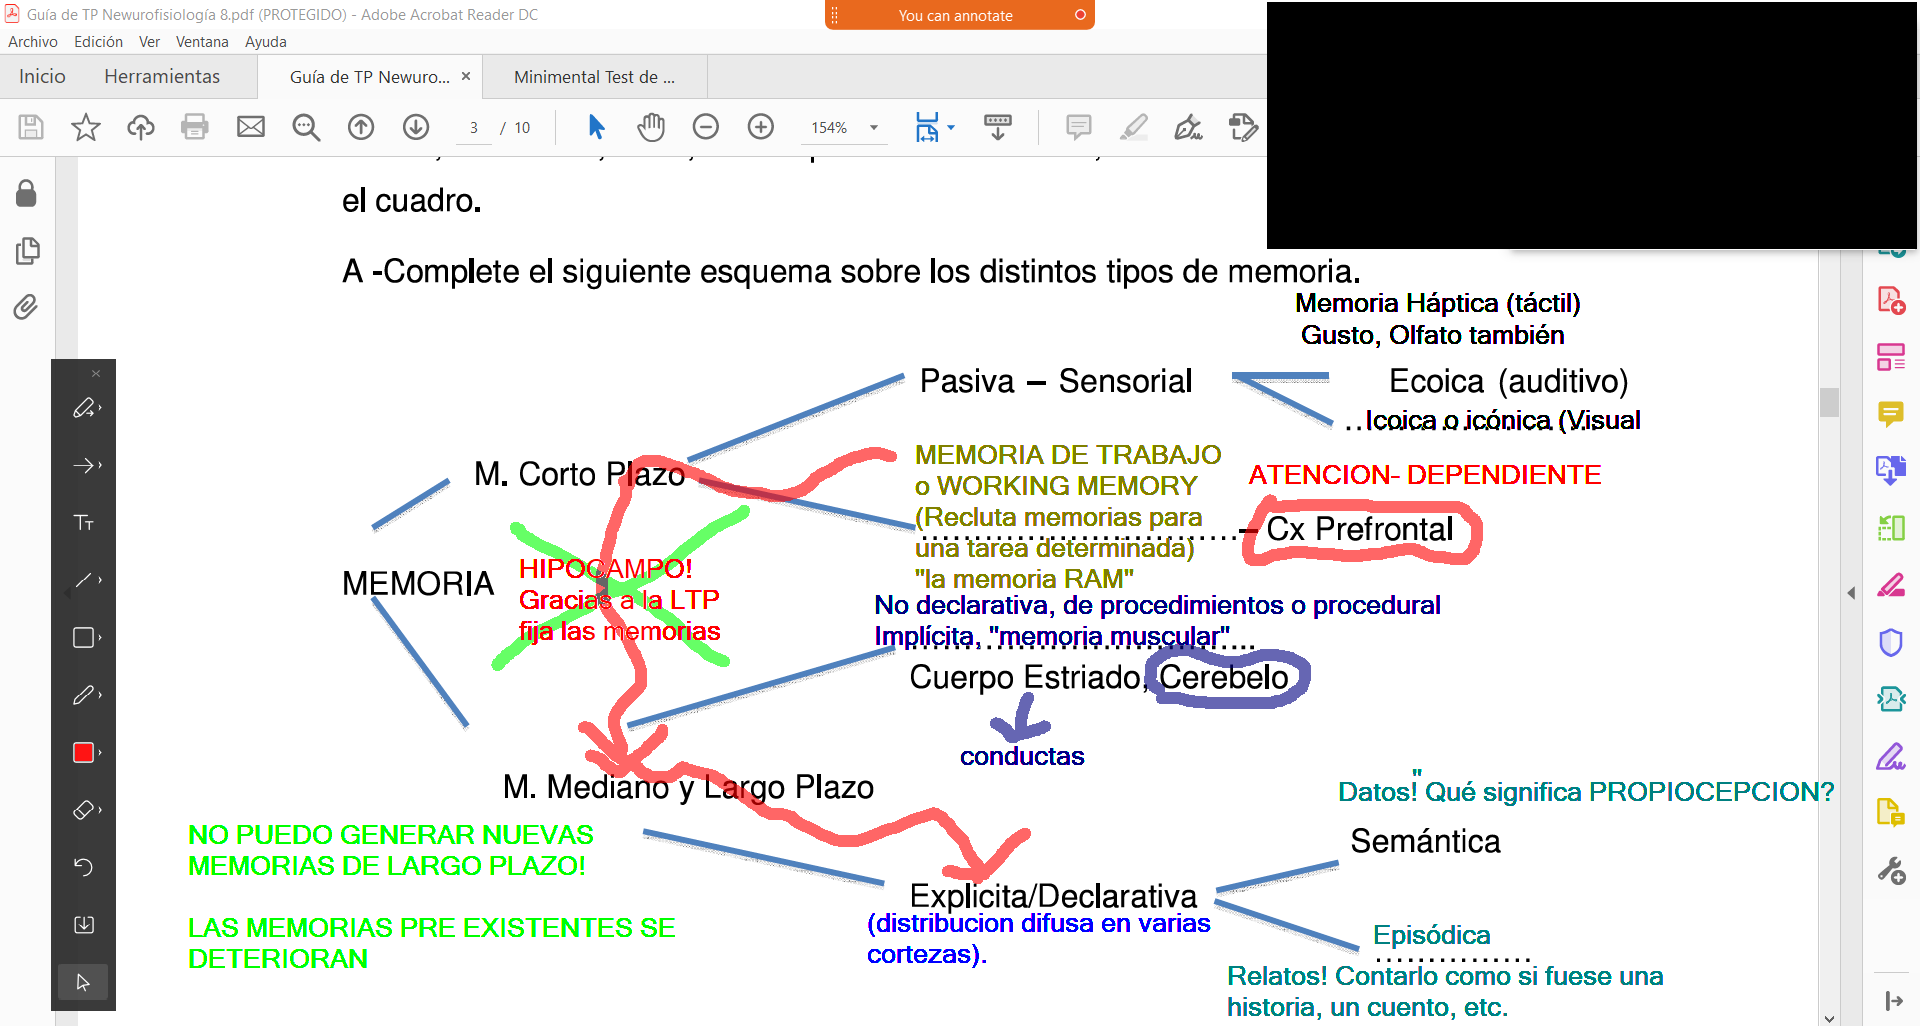 Guía de TP Newurofisiología 8.pdf (PROTEGIDO) - Adobe Acrobat Reader DC
You can annotate
Archivo Edición Ver Ventana Ayuda
Inicio Herramientas Guía de TP Newuro... × Minimental Test de ...
3 / 10 154%
el cuadro.
A -Complete el siguiente esquema sobre los distintos tipos de memoria.
Memoria Háptica (táctil)
Gusto, Olfato también
Pasiva – Sensorial
Ecoica (auditivo)
Icoica o icónica (Visual
M. Corto Plazo
MEMORIA DE TRABAJO
o WORKING MEMORY
(Recluta memorias para
una tarea determinada)
"la memoria RAM"
ATENCION- DEPENDIENTE
– Cx Prefrontal
MEMORIA
HIPOCAMPO!
Gracias a la LTP
fija las memorias
No declarativa, de procedimientos o procedural
Implícita, "memoria muscular"...
Cuerpo Estriado, Cerebelo
conductas
M. Mediano y Largo Plazo
Datos!" Qué significa PROPIOCEPCION?
Semántica
NO PUEDO GENERAR NUEVAS
MEMORIAS DE LARGO PLAZO!
LAS MEMORIAS PRE EXISTENTES SE
DETERIORAN
Explicita/Declarativa
(distribucion difusa en varias
cortezas).
Episódica
Relatos! Contarlo como si fuese una
historia, un cuento, etc.